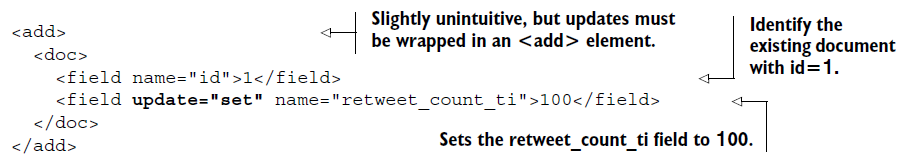 <add>
Slightly unintuitive, but updates must
be wrapped in an <add> element.
Identify the
existing document
with id=1.
<doc>
<field name="id">1</field>
<field update="set" name="retweet_count_ti">100</field>
</doc>
</add>
Sets the retweet_count_ti field to 100.